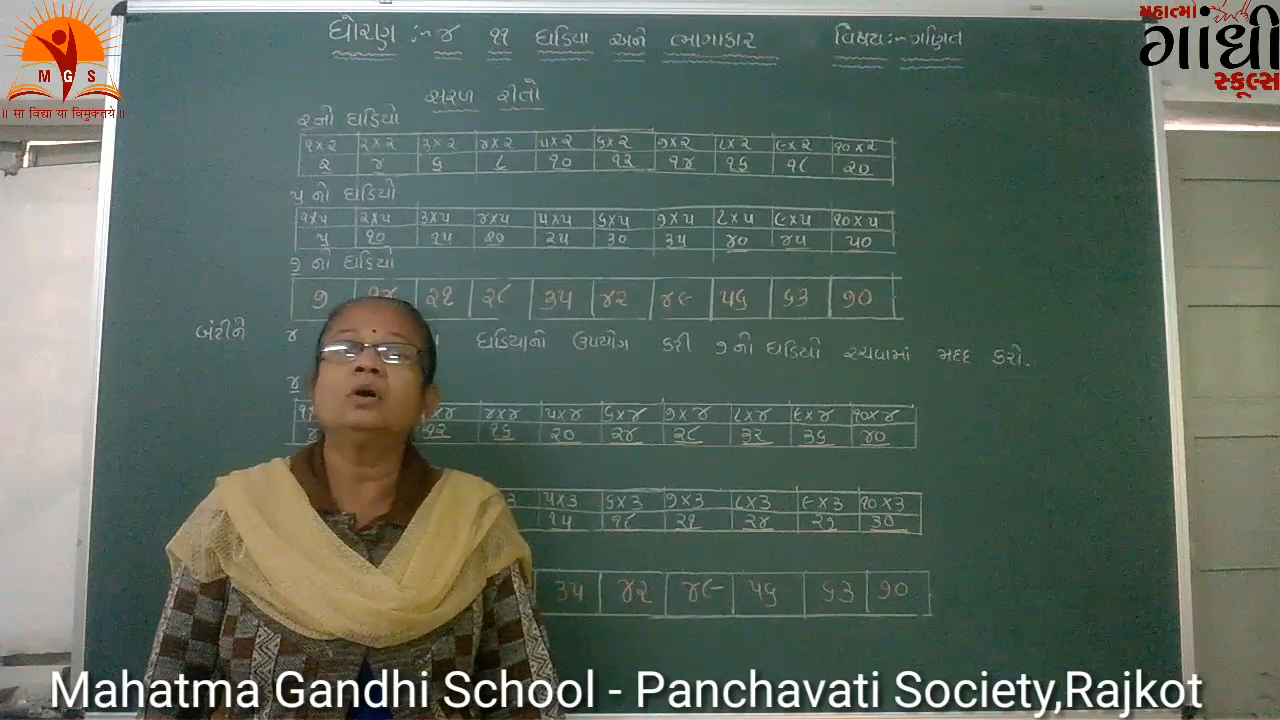 મહાત્મા
ગાંધી
સ્કૂલ્સ
M G S
॥ सा विद्या या विमुक्तये ॥
ધોરણ :- ૪ ૧૧ ઘડિયા અને ભાગાકાર વિષય :- ગણિત
સરળ રીતો
૨નો ઘડિયો
૧×૨ ૨×૨ ૩×૨ ૪×૨ ૫×૨ ૬×૨ ૭×૨ ૮×૨ ૯×૨ ૧૦×૨
૨ ૪ ૬ ૮ ૧૦ ૧૨ ૧૪ ૧૬ ૧૮ ૨૦
૫ નો ઘડિયો
૧×૫ ૨×૫ ૩×૫ ૪×૫ ૫×૫ ૬×૫ ૭×૫ ૮×૫ ૯×૫ ૧૦×૫
૫ ૧૦ ૧૫ ૨૦ ૨૫ ૩૦ ૩૫ ૪૦ ૪૫ ૫૦
૭ નો ઘડિયો
૭ ૧૪ ૨૧ ૨૮ ૩૫ ૪૨ ૪૯ ૫૬ ૬૩ ૭૦
બંટીને ૪ ઘડિયાનો ઉપયોગ કરી ૭નો ઘડિયો રચવામાં મદદ કરો.
૪
×૪ ૪×૪ ૫×૪ ૬×૪ ૭×૪ ૮×૪ ૯×૪ ૧૦×૪
૧૨ ૧૬ ૨૦ ૨૪ ૨૮ ૩૨ ૩૬ ૪૦
૫×૩ ૬×૩ ૭×૩ ૮×૩ ૯×૩ ૧૦×૩
૧૫ ૧૮ ૨૧ ૨૪ ૨૭ ૩૦
૩૫ ૪૨ ૪૯ ૫૬ ૬૩ ૭૦
Mahatma Gandhi School - Panchavati Society,Rajkot